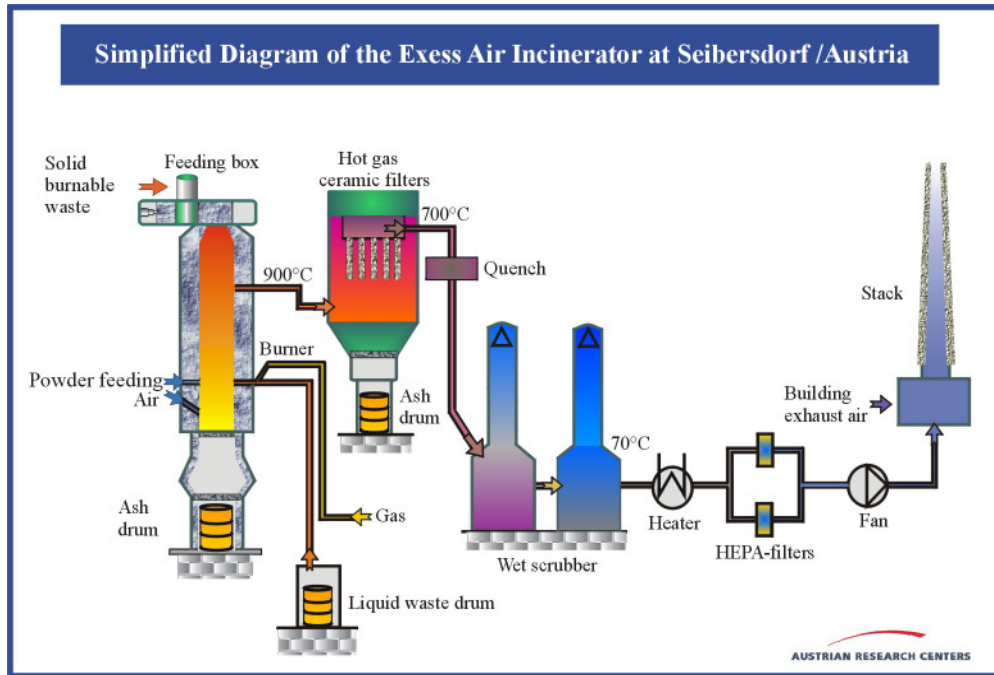 Simplified Diagram of the Exess Air Incinerator at Seibersdorf /Austria
Solid
burnable
waste
Feeding box
Hot gas
ceramic filters
700°C
900°C
Quench
Stack
Burner
Powder feeding
Air
Ash
drum
Building
exhaust air
70°C
Ash
drum
Gas
Heater
HEPA-filters
Fan
Wet scrubber
Liquid waste drum
AUSTRIAN RESEARCH CENTERS